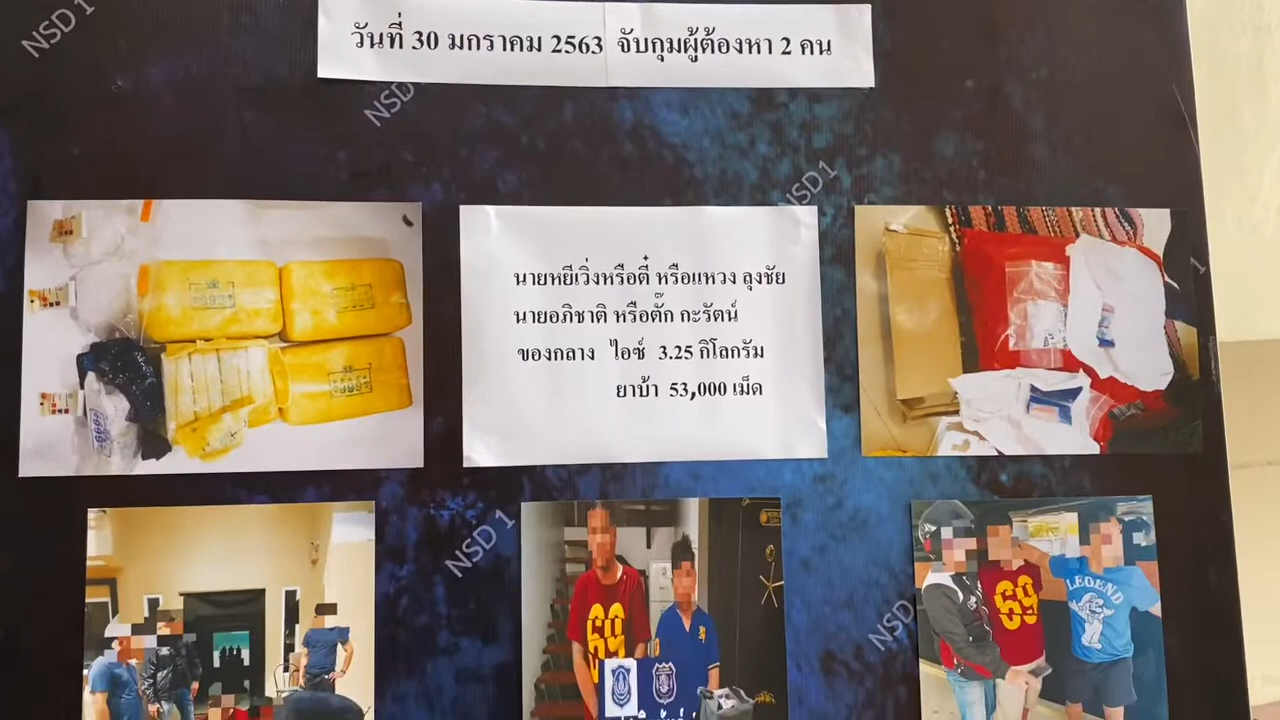 NSD 1
วันที่ 30 มกราคม 2563 จับกุมผู้ต้องหา 2 คน
NSD
NSD1
นายหยีเวิ่งหรือตี๋ หรือแหวง ลุงชัย
นายอภิชาติ หรือตั๊ก กะรัตน์
ของกลาง ไอซ์ 3.25 กิโลกรัม
ยาบ้า 53,000 เม็ด
1
NSD 1
NSD
69
69
LEGEND